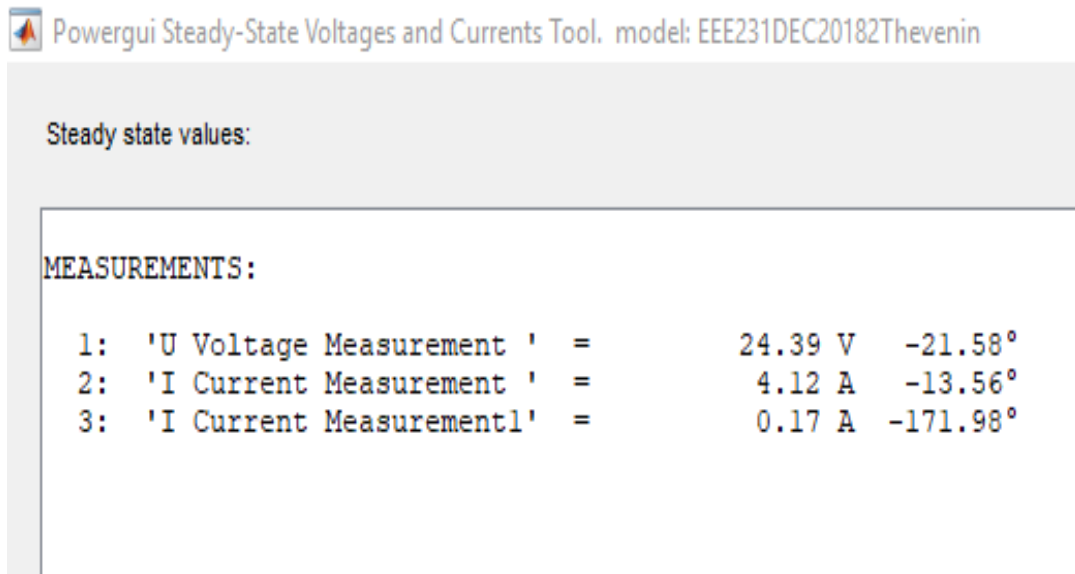 Powergui Steady-State Voltages and Currents Tool. model: EEE231DEC20182Thevenin
Steady state values:
MEASUREMENTS:
1: 'U Voltage Measurement ' = 24.39 V -21.58°
2: 'I Current Measurement ' = 4.12 A -13.56°
3: 'I Current Measurement1' = 0.17 A -171.98°